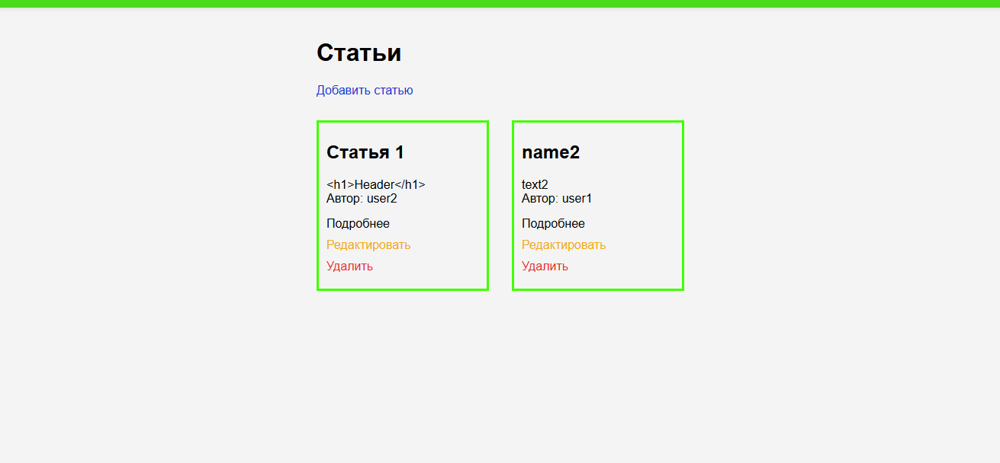 Статьи
Добавить статью
Статья 1
<h1>Header</h1>
Автор: user2
Подробнее
Редактировать
Удалить
name2
text2
Автор: user1
Подробнее
Редактировать
Удалить